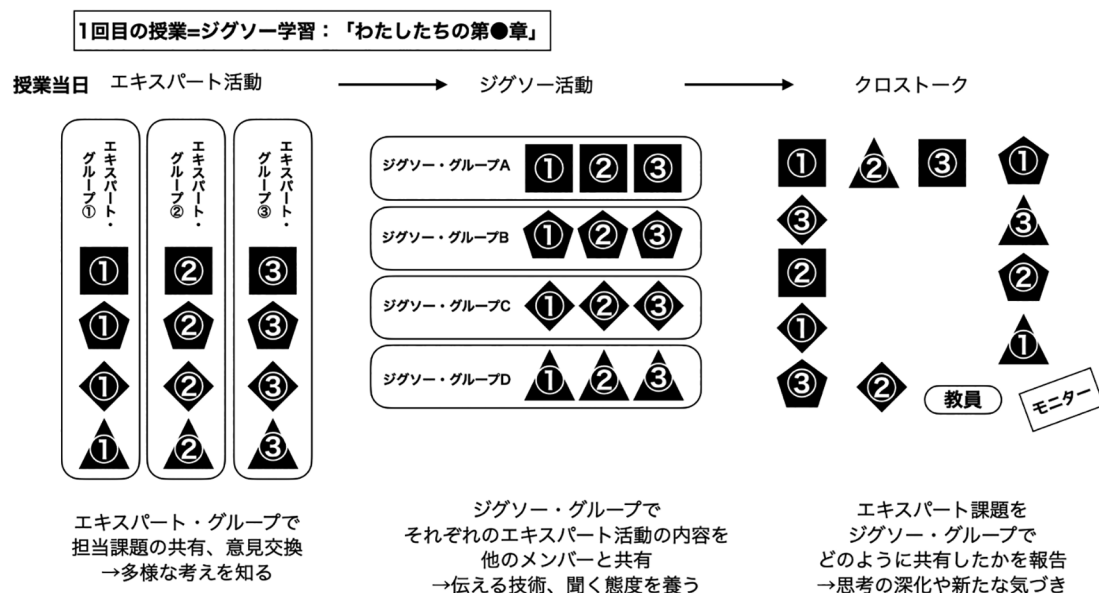 1回目の授業=ジグソー学習：「わたしたちの第●章」
授業当日 エキスパート活動 ジグソー活動 クロストーク
エキスパート・
グループ①
エキスパート・
グループ②
エキスパート・
グループ③
① ② ③
① ② ③
① ② ③
① ② ③
ジグソー・グループA ① ② ③
ジグソー・グループB ① ② ③
ジグソー・グループC ① ② ③
ジグソー・グループD ① ② ③
① ② ③ ①
③ ③
② ②
① ①
③ ② 教員 モニター
エキスパート・グループで
担当課題の共有、意見交換
→多様な考えを知る
ジグソー・グループで
それぞれのエキスパート活動の内容を
他のメンバーと共有
→伝える技術、聞く態度を養う
エキスパート課題を
ジグソー・グループで
どのように共有したかを報告
→思考の深化や新たな気づき